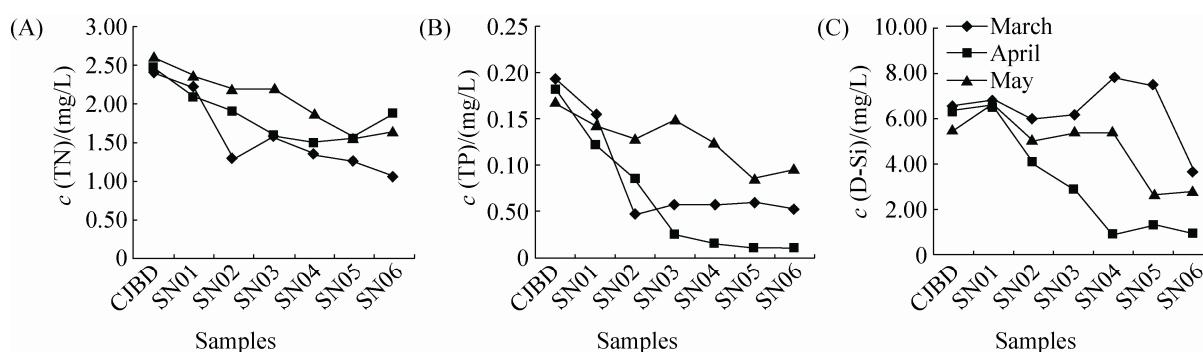 (A)
c (TN)/(mg/L)
3.00
2.50
2.00
1.50
1.00
0.50
0
CJBD
SN01
SN02
SN03
SN04
SN05
SN06
Samples
(B)
c (TP)/(mg/L)
0.25
0.20
0.15
0.10
0.50
0
CJBD
SN01
SN02
SN03
SN04
SN05
SN06
Samples
(C)
c (D-Si)/(mg/L)
10.00
8.00
6.00
4.00
2.00
0
March
April
May
CJBD
SN01
SN02
SN03
SN04
SN05
SN06
Samples